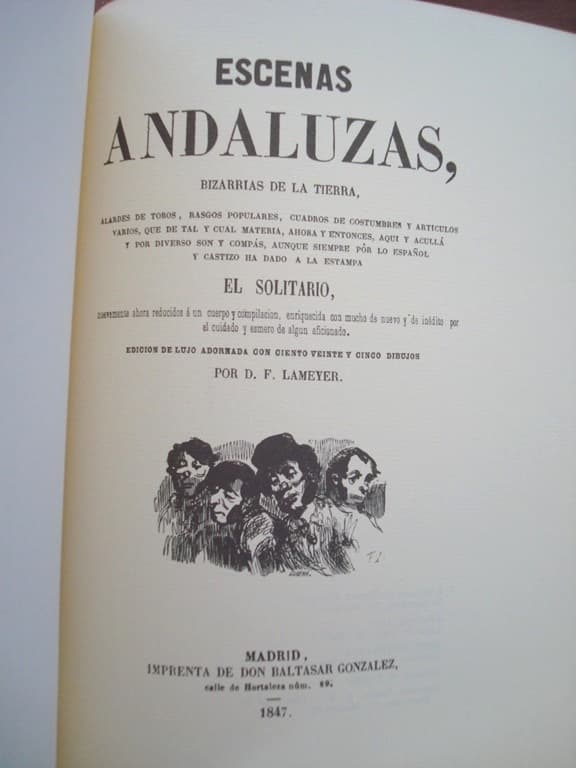 ESCENAS
ANDALUZAS,
BIZARRIAS DE LA TIERRA,
ALARDES DE TOROS, RASGOS POPULARES, CUADROS DE COSTUMBRES Y ARTICULOS
VARIOS, QUE DE TAL Y CUAL MATERIA, AHORA Y ENTONCES, AQUI Y ACULLÁ
Y POR DIVERSO SON Y COMPÁS, AUNQUE SIEMPRE PÓR LO ESPAÑOL
Y CASTIZO HA DADO A LA ESTAMPA
EL SOLITARIO,
nuevamente ahora reducidos á un cuerpo y compilacion, enriquecida con mucho de nuevo y de inédito por
el cuidado y esmero de algun aficionado.
EDICION DE LUJO ADORNADA CON CIENTO VEINTE Y CINCO DIBUJOS
POR D. F. LAMEYER.
F. L
MADRID,
IMPRENTA DE DON BALTASAR GONZALEZ,
calle de Hortaleza núm. 89.
1847.